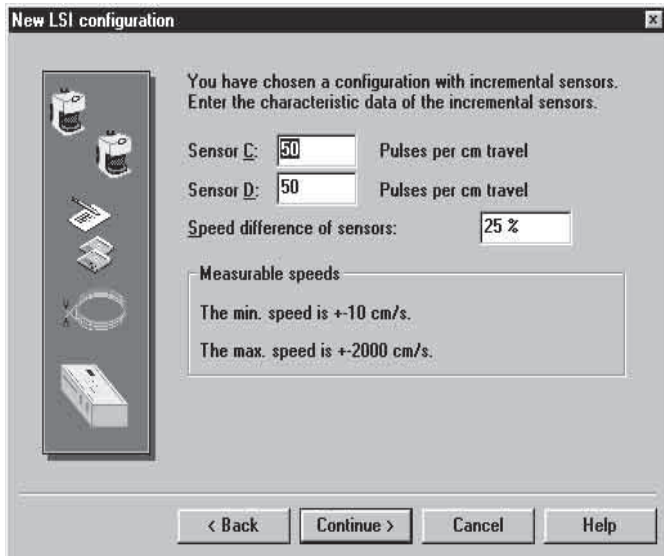 New LSI configuration
You have chosen a configuration with incremental sensors.
Enter the characteristic data of the incremental sensors.
Sensor C: 50 Pulses per cm travel
Sensor D: 50 Pulses per cm travel
Speed difference of sensors: 25 %
Measurable speeds
The min. speed is +-10 cm/s.
The max. speed is +-2000 cm/s.
< Back Continue > Cancel Help